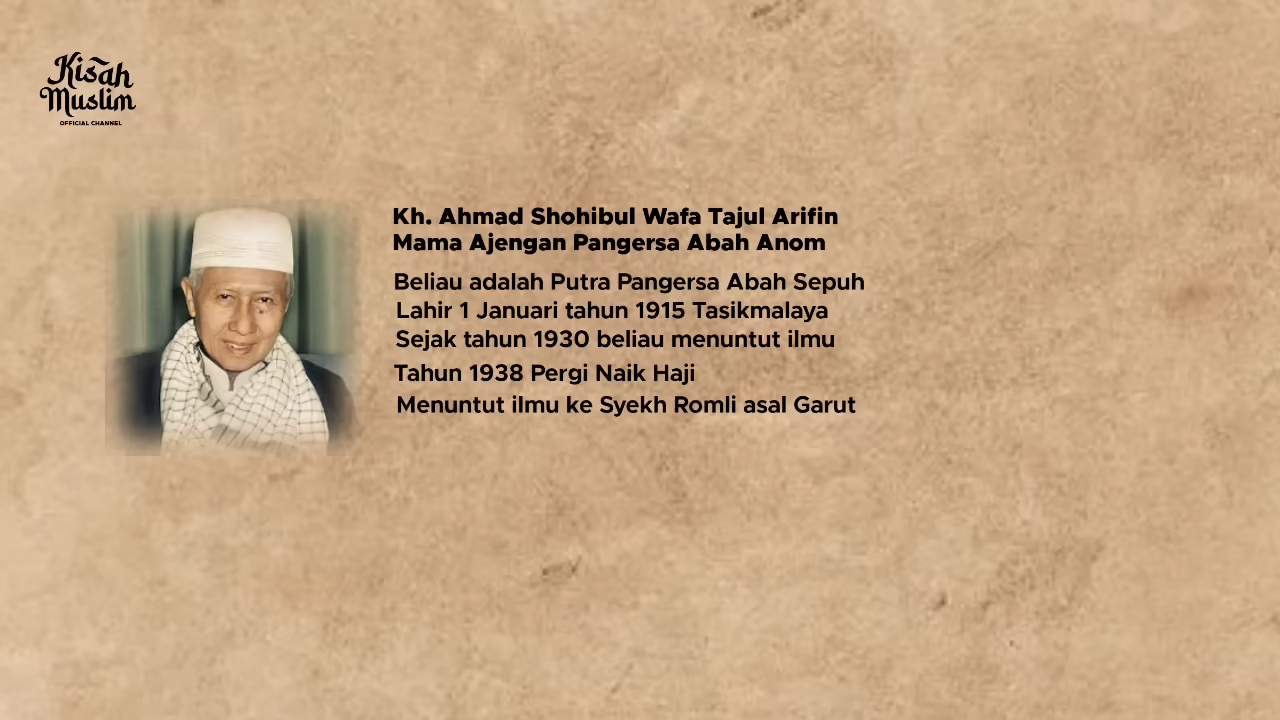 Kisah
Muslim
OFFICIAL CHANNEL
Kh. Ahmad Shohibul Wafa Tajul Arifin
Mama Ajengan Pangersa Abah Anom
Beliau adalah Putra Pangersa Abah Sepuh
Lahir 1 Januari tahun 1915 Tasikmalaya
Sejak tahun 1930 beliau menuntut ilmu
Tahun 1938 Pergi Naik Haji
Menuntut ilmu ke Syekh Romli asal Garut